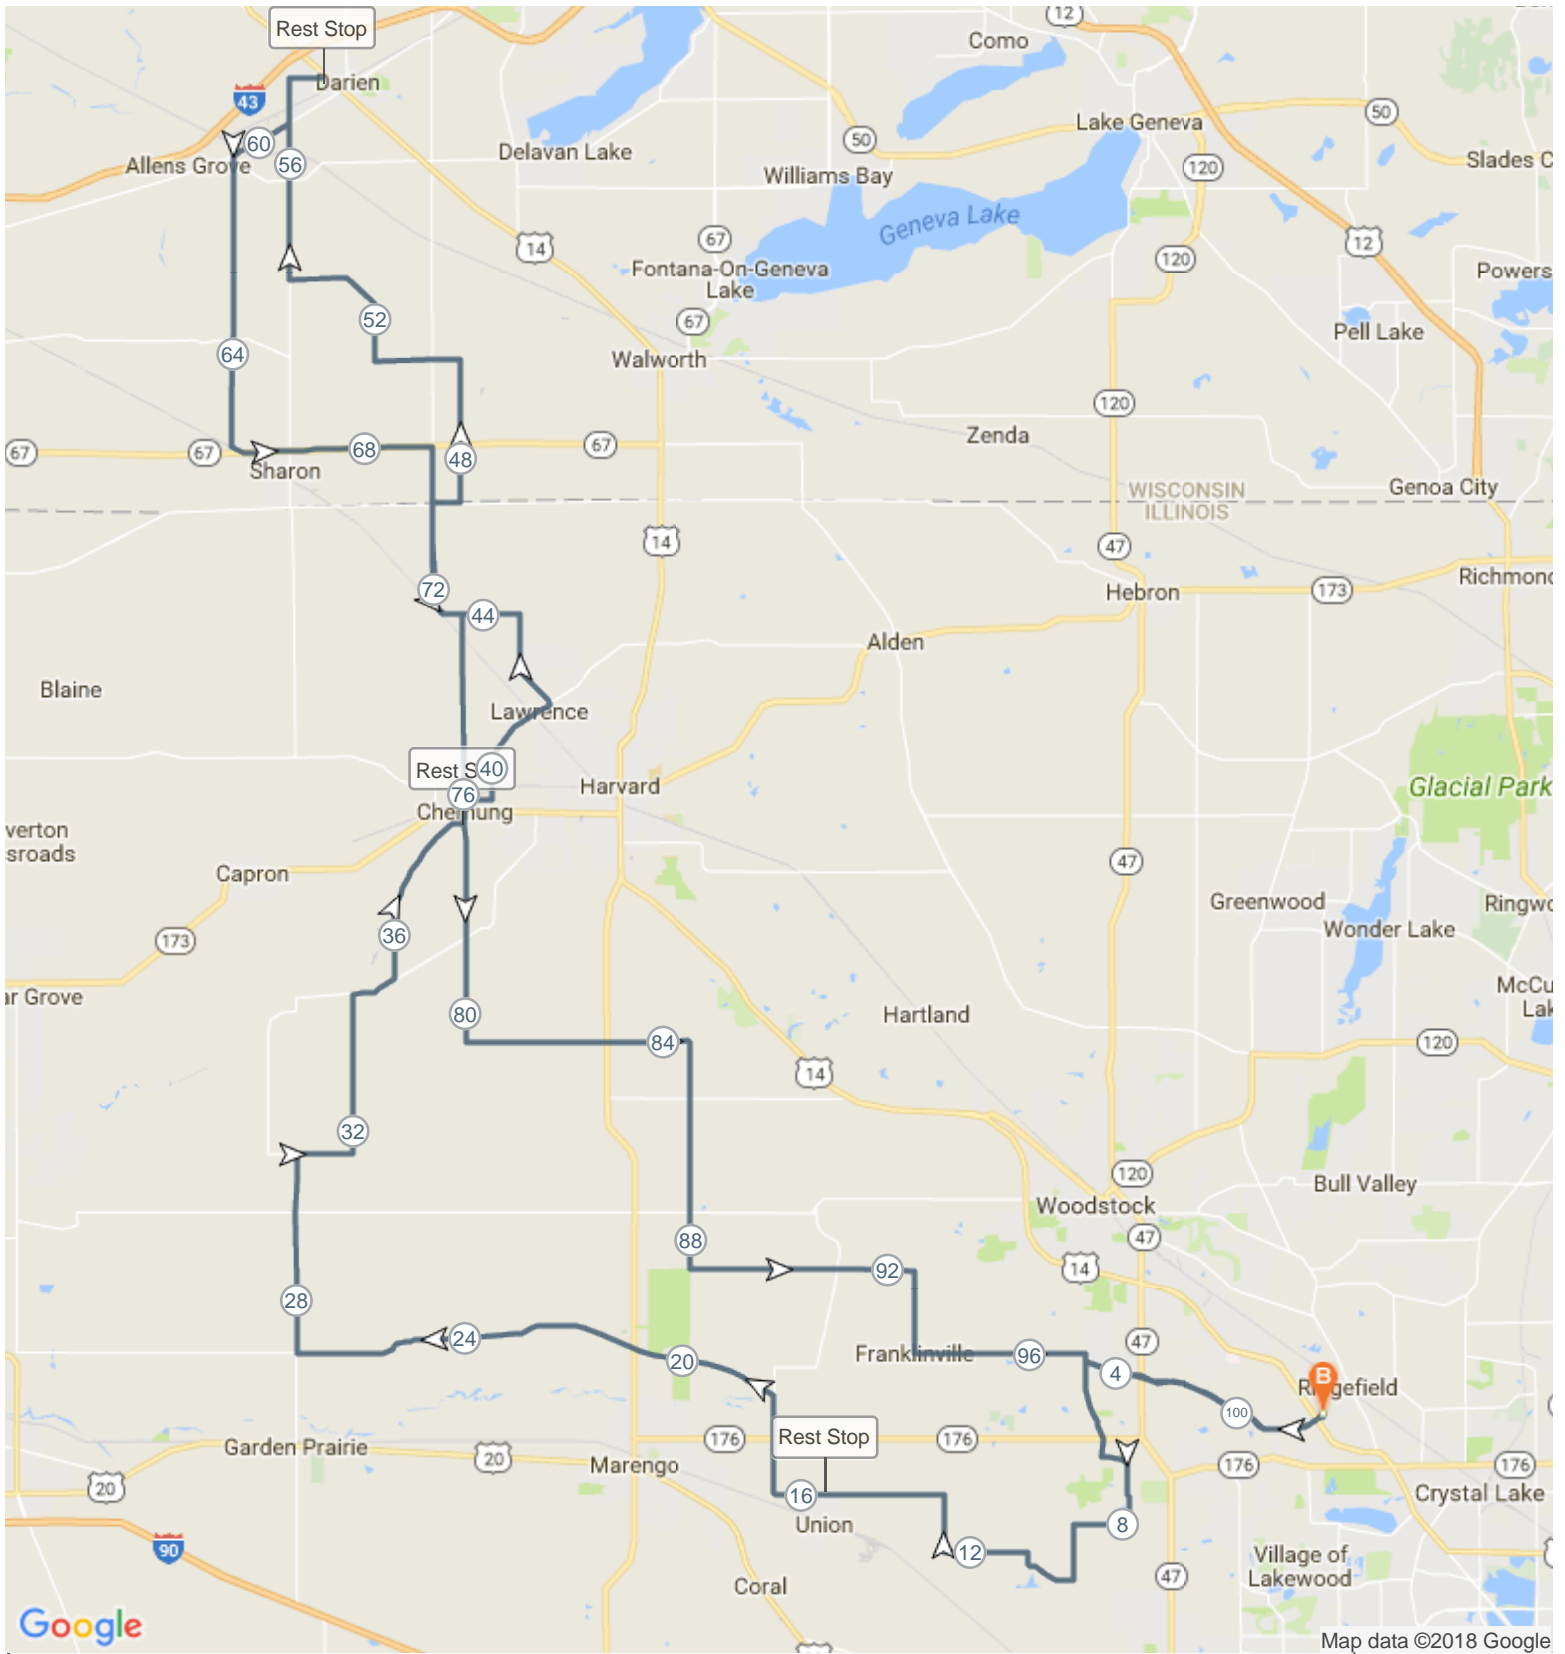 12
Rest Stop
Como
Darien
43
50
Lake Geneva
50
60
Delavan Lake
56
Allens Grove
Slades C
120
Williams Bay
Geneva Lake
67
14
12
120
Fontana-On-Geneva
Lake
Powers
52
67
Pell Lake
64
Walworth
120
67
67
68
67
Zenda
48
Sharon
WISCONSIN
ILLINOIS
Genoa City
14
47
Richmond
72
Hebron
173
44
Alden
Blaine
Lawrence
Rest S
40
Harvard
Glacial Park
76
Chemung
verton
sroads
47
Capron
Greenwood
Ringwo
36
Wonder Lake
173
ar Grove
McCu
Lak
80
Hartland
84
120
14
32
120
Bull Valley
Woodstock
88
47
14
92
28
24
47
Franklinville
96
20
4
B
Ridgefield
100
Rest Stop
176
176
Garden Prairie
20
Marengo
176
176
20
Crystal Lake
16
Union
8
90
12
Village of
Lakewood
47
Coral
Google
Map data ©2018 Google